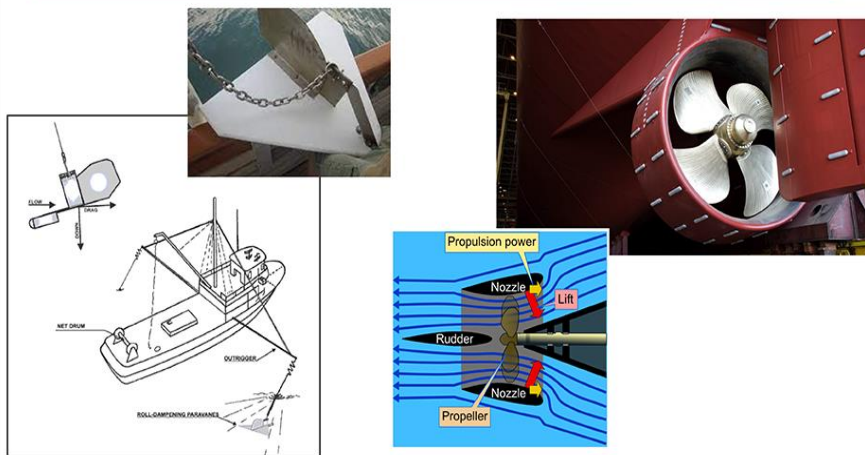 FLOW
DRAG
DOWN
NET DRUM
OUTRIGGER
ROLL-DAMPENING PARAVANES
Propulsion power
Nozzle
Lift
Rudder
Nozzle
Propeller